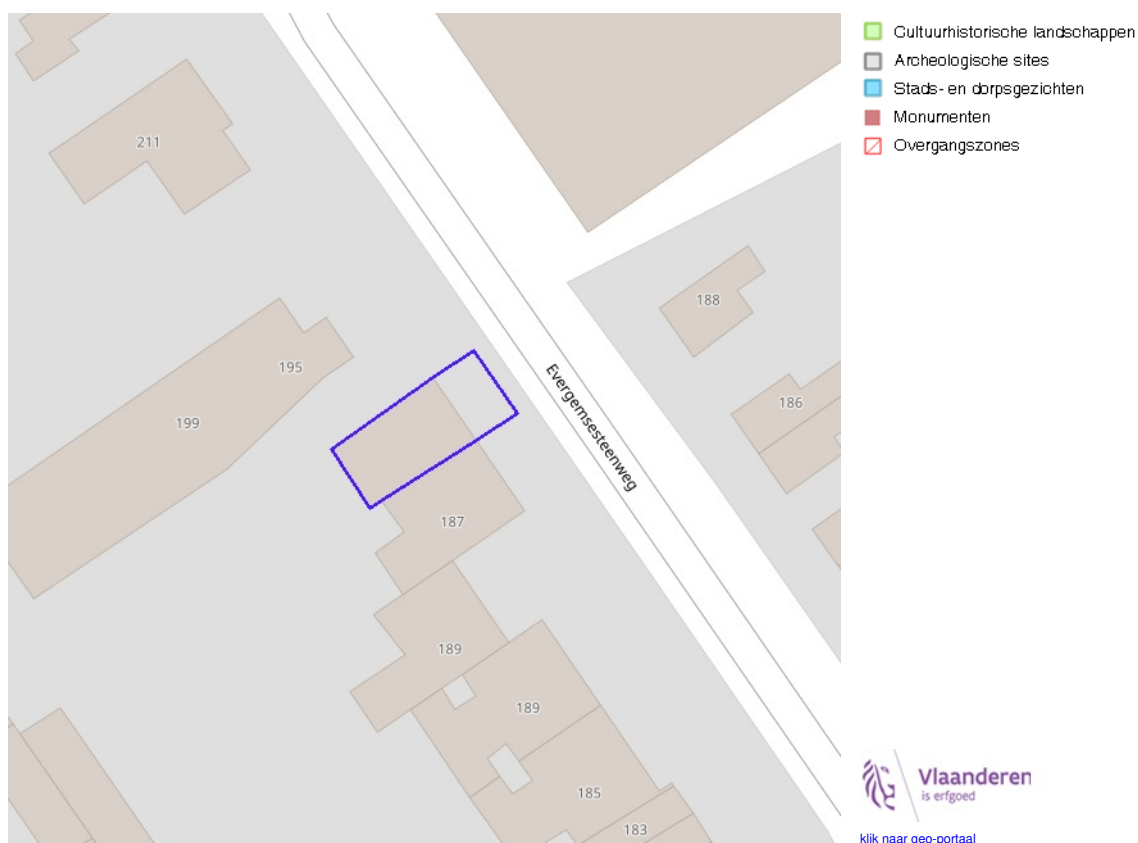 Cultuurhistorische landschappen
Archeologische sites
Stads- en dorpsgezichten
Monumenten
Overgangszones
211
188
195
186
199
Evergemsesteenweg
187
189
189
185
183
Vlaanderen
is erfgoed
klik naar geo-portaal